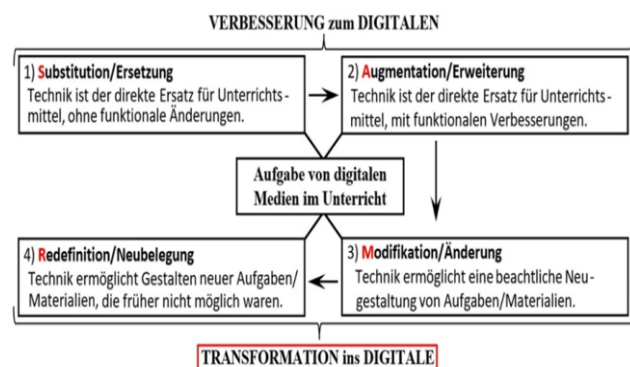 VERBESSERUNG zum DIGITALEN
1) Substitution/Ersetzung
Technik ist der direkte Ersatz für Unterrichts-
mittel, ohne funktionale Änderungen.
2) Augmentation/Erweiterung
Technik ist der direkte Ersatz für Unterrichts-
mittel, mit funktionalen Verbesserungen.
Aufgabe von digitalen
Medien im Unterricht
4) Redefinition/Neubelegung
Technik ermöglicht Gestalten neuer Aufgaben/
Materialien, die früher nicht möglich waren.
3) Modifikation/Änderung
Technik ermöglicht eine beachtliche Neu-
gestaltung von Aufgaben/Materialien.
TRANSFORMATION ins DIGITALE